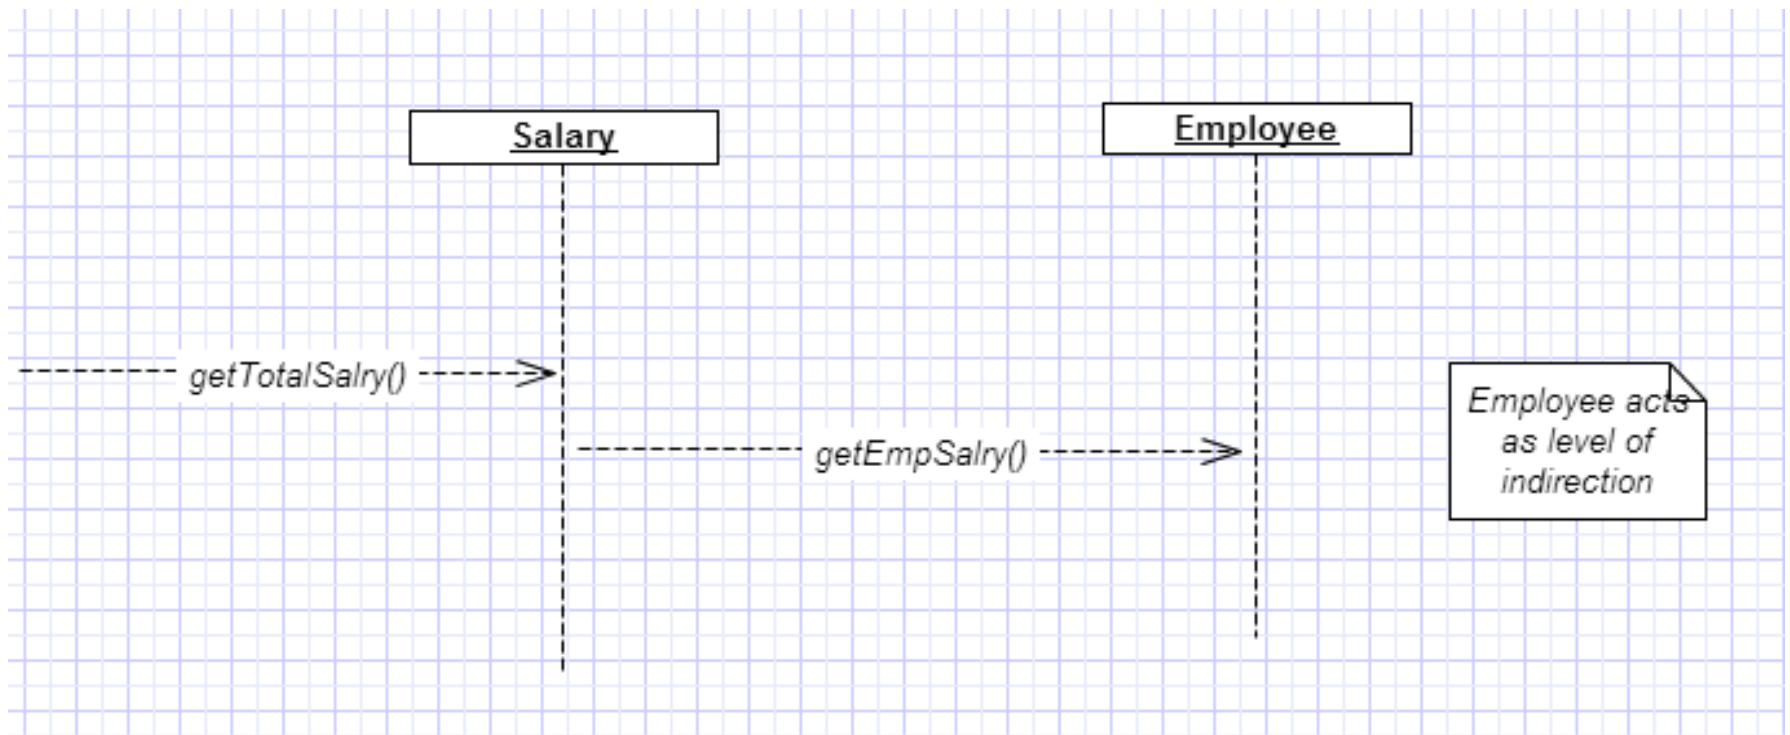 Salary
Employee
getTotalSalry()
getEmpSalry()
Employee acts
as level of
indirection